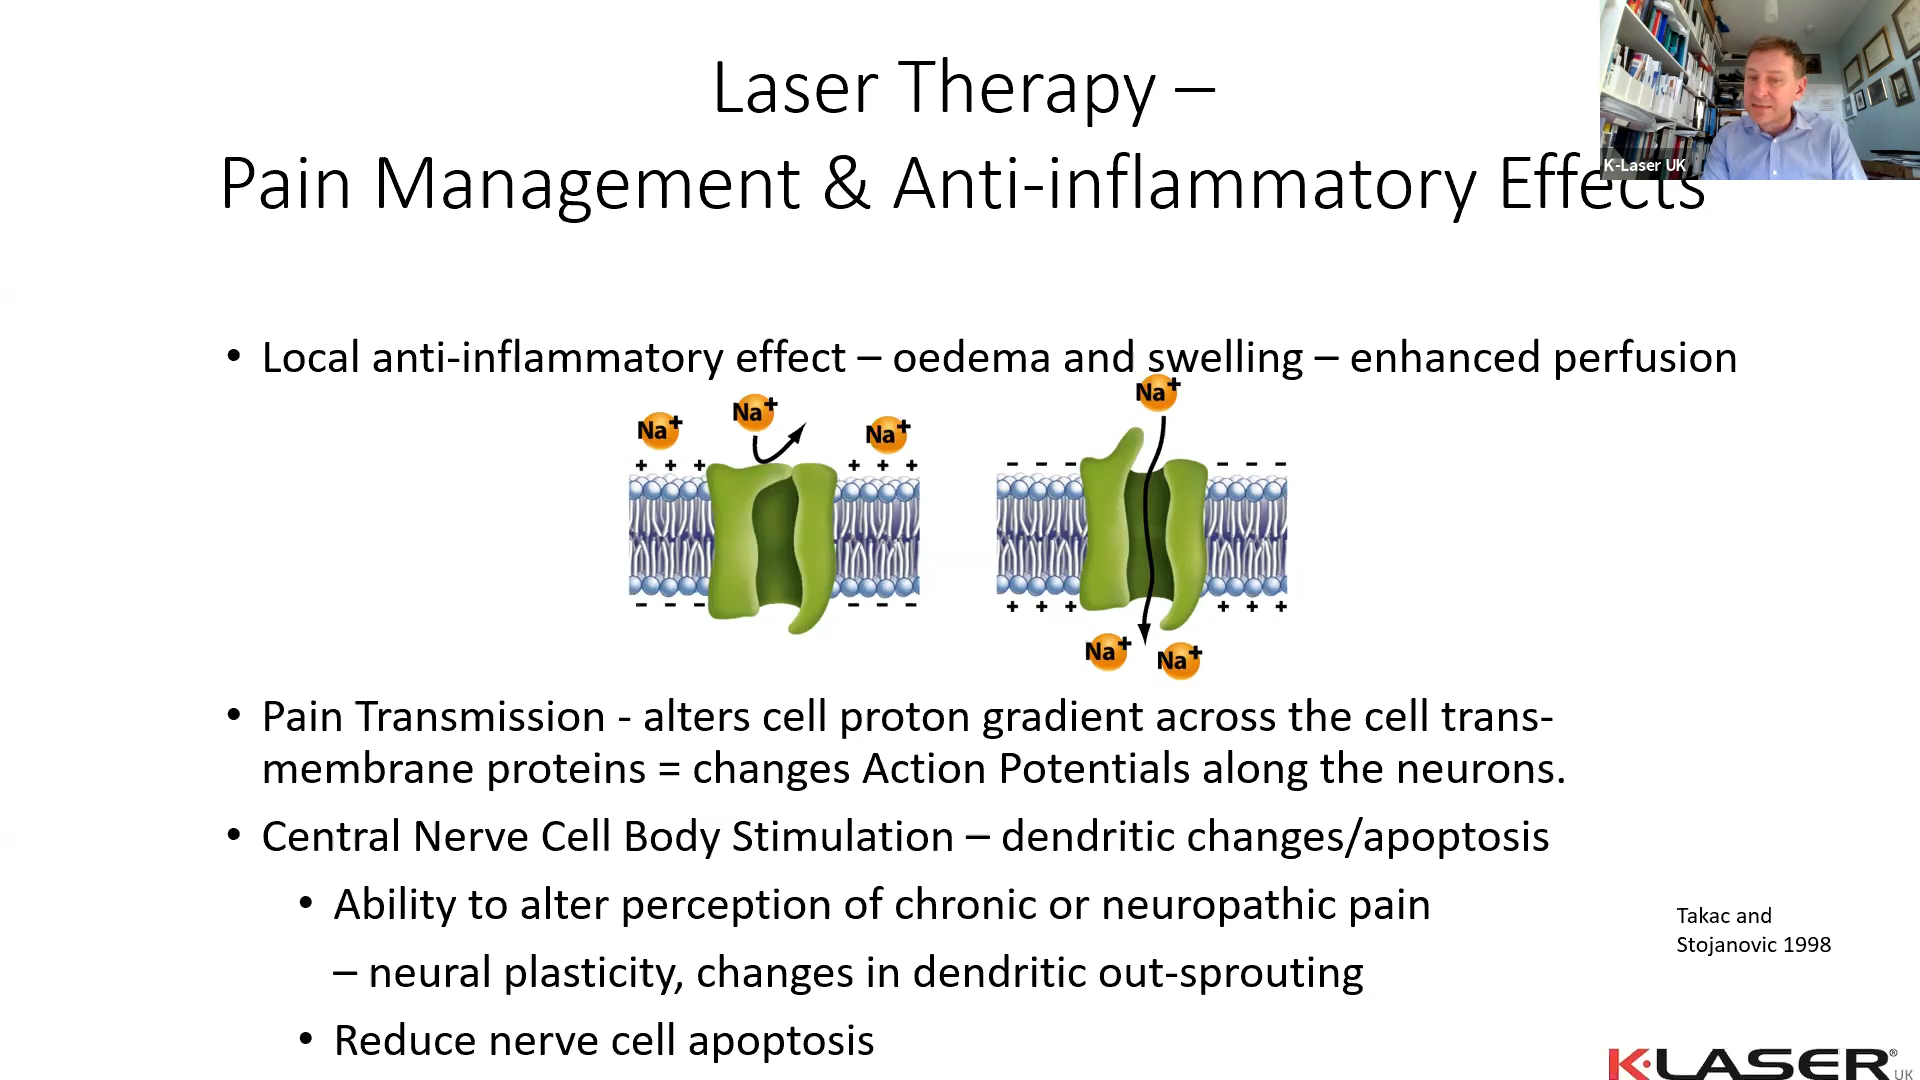 Laser Therapy –
Pain Management & Anti-inflammatory Effects
K-Laser UK
• Local anti-inflammatory effect – oedema and swelling – enhanced perfusion
Na+ Na+ Na+ Na+
+ + + + + + - - - - - -
- - - - - - + + + + + +
Na+ Na+
• Pain Transmission - alters cell proton gradient across the cell trans-
membrane proteins = changes Action Potentials along the neurons.
• Central Nerve Cell Body Stimulation – dendritic changes/apoptosis
• Ability to alter perception of chronic or neuropathic pain
– neural plasticity, changes in dendritic out-sprouting
• Reduce nerve cell apoptosis
Takac and
Stojanovic 1998
K•LASER® UK